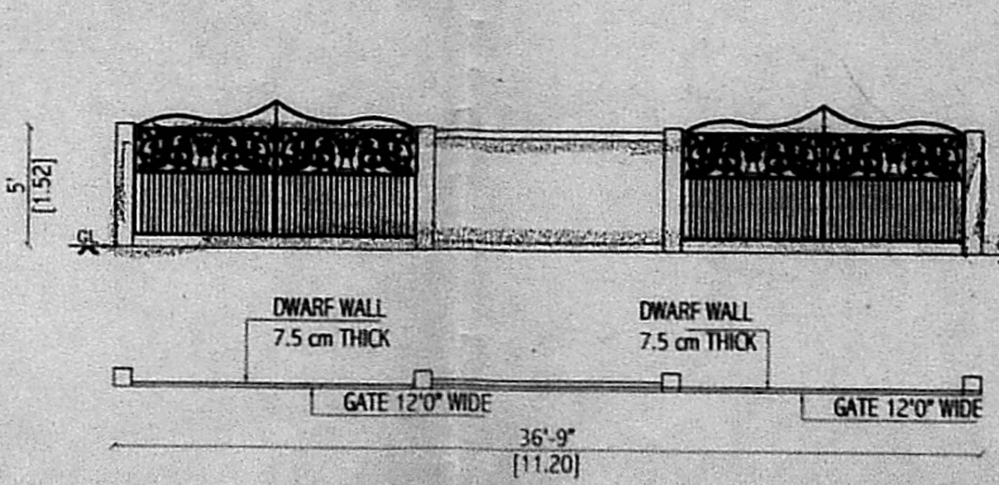 5'
[1.52]
GL
DWARF WALL
7.5 cm THICK
DWARF WALL
7.5 cm THICK
GATE 12'0" WIDE
GATE 12'0" WIDE
36'-9"
[11.20]